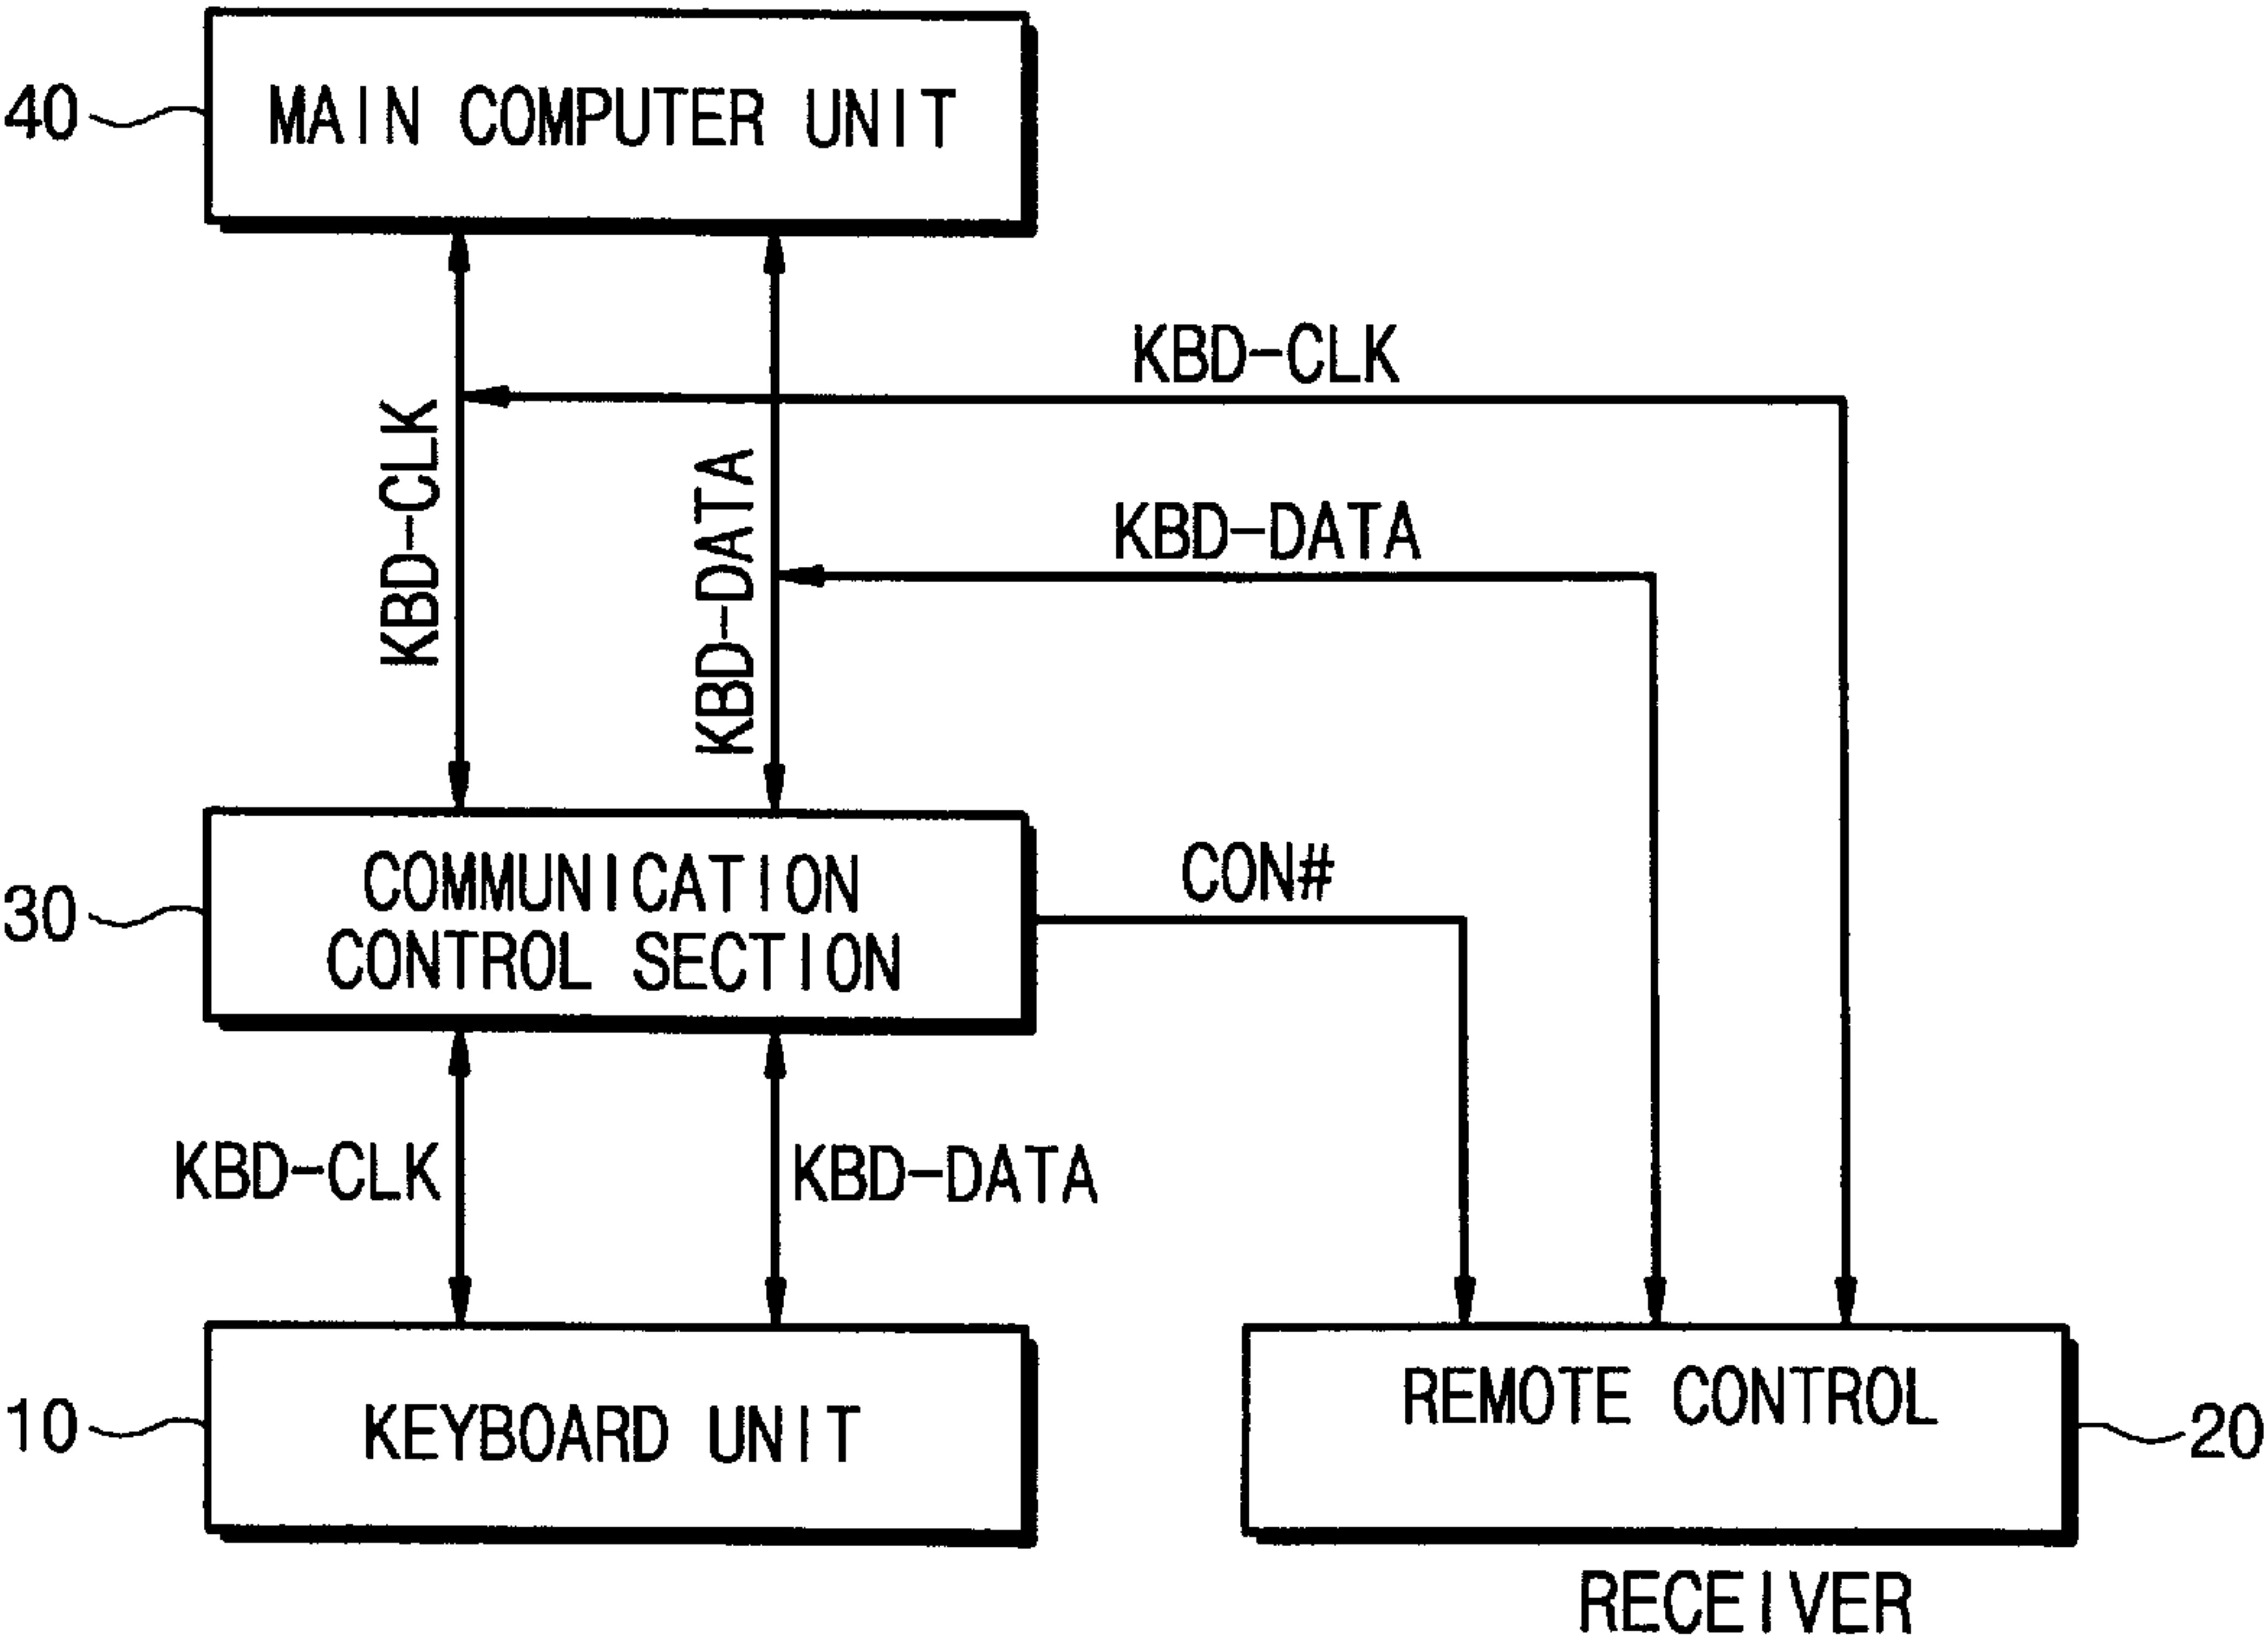 40
MAIN COMPUTER UNIT
KBD-CLK
KBD-CLK
KBD-DATA
KBD-DATA
30
COMMUNICATION
CONTROL SECTION
CON#
KBD-CLK
KBD-DATA
10
KEYBOARD UNIT
REMOTE CONTROL
20
RECEIVER